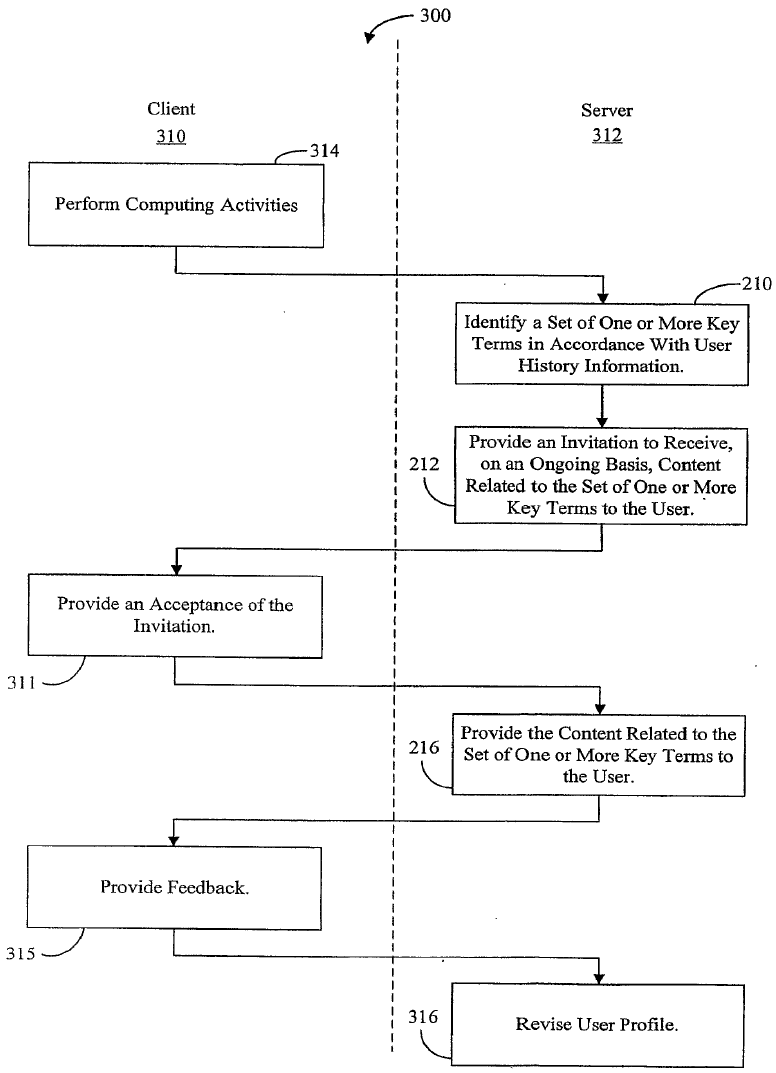 300
Client
310
Server
312
314
Perform Computing Activities
210
Identify a Set of One or More Key
Terms in Accordance With User
History Information.
212
Provide an Invitation to Receive,
on an Ongoing Basis, Content
Related to the Set of One or More
Key Terms to the User.
Provide an Acceptance of the
Invitation.
311
216
Provide the Content Related to the
Set of One or More Key Terms to
the User.
Provide Feedback.
315
316
Revise User Profile.